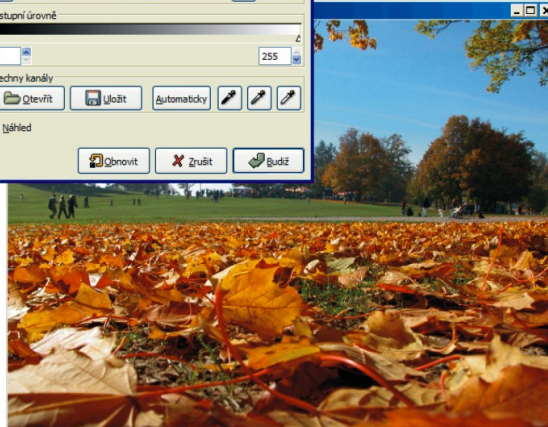 stupní úrovně
255
echny kanály
Otevřít Uložit Automaticky
Náhled
Obnovit Zrušit Budiž